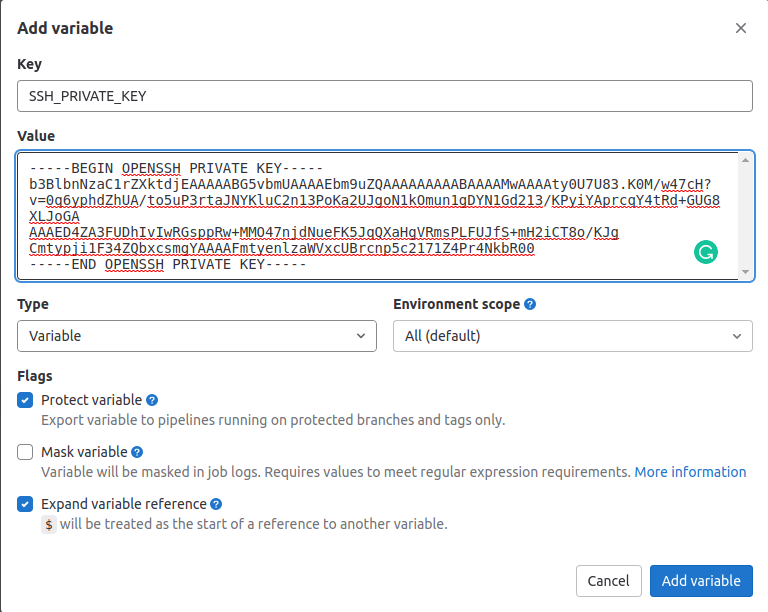 Add variable
Key
SSH_PRIVATE_KEY
Value
-----BEGIN OPENSSH PRIVATE KEY-----
b3BlbnNzaC1rZXktdjEAAAAABG5vbmUAAAAEbm9uZQAAAAAAAAABAAAAMwAAAAty0U7U83.K0M/w47cH?
v=0q6yphdZhUA/to5uP3rtaJNYKluC2n13PoKa2UJgoN1kOmun1gDYN1Gd213/KPyiYAprcqY4tRd+GUG8
XLJoGA
AAAED4ZA3FUDhIvIwRGsppRw+MMO47njdNueFK5JqQXaHgVRmsPLFUJfS+mH2iCT8o/KJg
Cmtypji1F34ZQbxcsmgYAAAAFmtyenlzaWVxcUBrcnp5c2171Z4Pr4NkbR00
-----END OPENSSH PRIVATE KEY-----
Type
Environment scope
Variable
All (default)
Flags
Protect variable
Export variable to pipelines running on protected branches and tags only.
Mask variable
Variable will be masked in job logs. Requires values to meet regular expression requirements. More information
Expand variable reference
$ will be treated as the start of a reference to another variable.
Cancel
Add variable